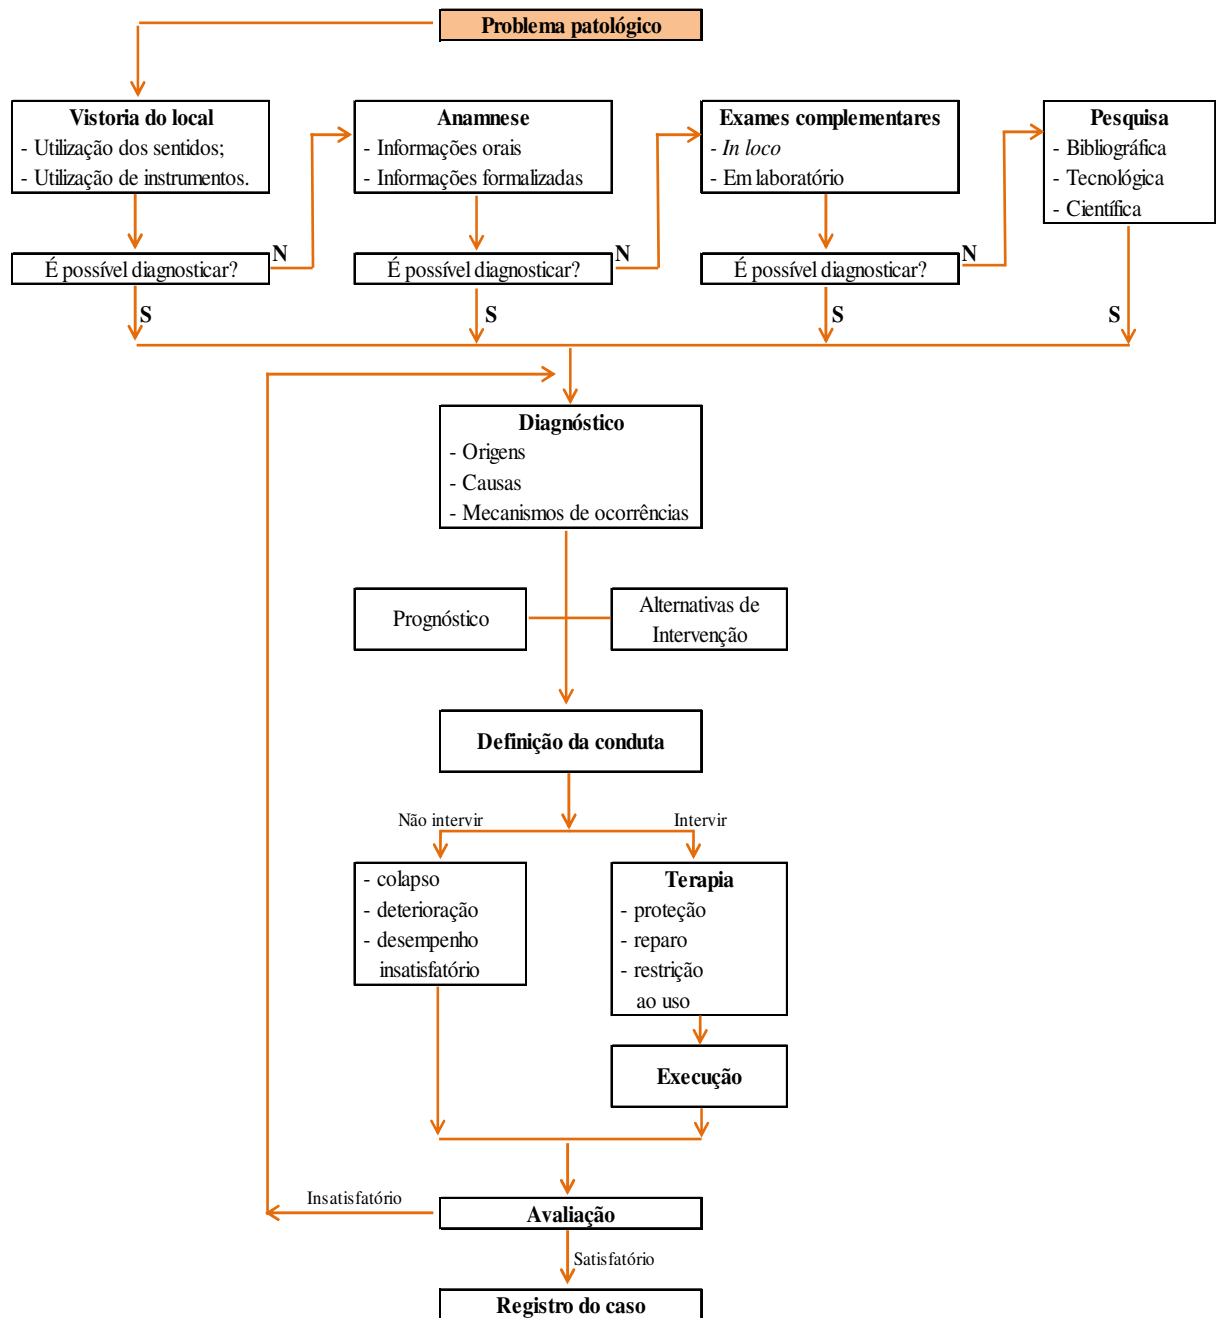 Problema patológico
Vistoria do local
- Utilização dos sentidos;
- Utilização de instrumentos.
Anamnese
- Informações orais
- Informações formalizadas
Exames complementares
- In loco
- Em laboratório
Pesquisa
- Bibliográfica
- Tecnológica
- Científica
É possível diagnosticar?
N
É possível diagnosticar?
N
É possível diagnosticar?
N
S
S
S
S
Diagnóstico
- Origens
- Causas
- Mecanismos de ocorrências
Prognóstico
Alternativas de
Intervenção
Definição da conduta
Não intervir
Intervir
- colapso
- deterioração
- desempenho
insatisfatório
Terapia
- proteção
- reparo
- restrição
ao uso
Execução
Insatisfatório
Avaliação
Satisfatório
Registro do caso